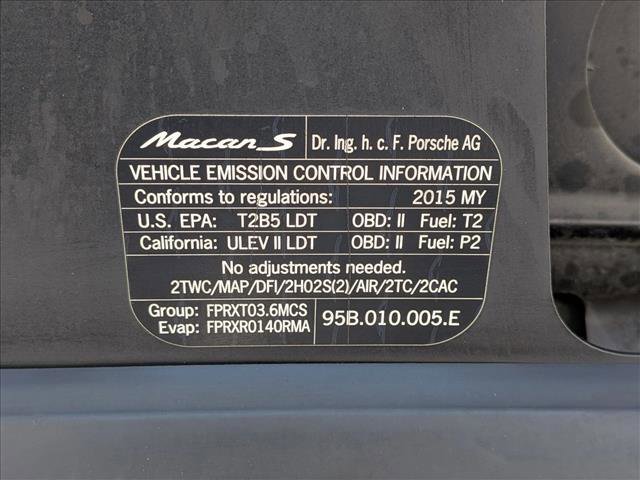 Macan S Dr. Ing. h. c. F. Porsche AG
VEHICLE EMISSION CONTROL INFORMATION
Conforms to regulations: 2015 MY
U.S. EPA: T2B5 LDT OBD: II Fuel: T2
California: ULEV II LDT OBD: II Fuel: P2
No adjustments needed.
2TWC/MAP/DFI/2HO2S(2)/AIR/2TC/2CAC
Group: FPRXT03.6MCS
Evap: FPRXR0140RMA
95B.010.005.E